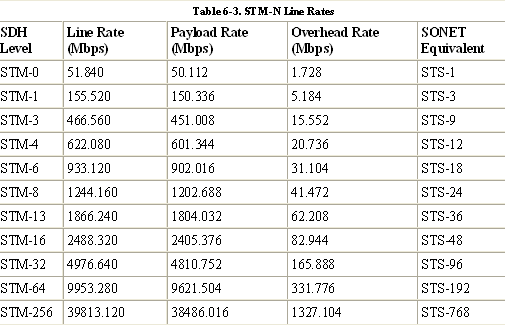 Table 6-3. STM-N Line Rates
SDH Level Line Rate (Mbps) Payload Rate (Mbps) Overhead Rate (Mbps) SONET Equivalent
STM-0 51.840 50.112 1.728 STS-1
STM-1 155.520 150.336 5.184 STS-3
STM-3 466.560 451.008 15.552 STS-9
STM-4 622.080 601.344 20.736 STS-12
STM-6 933.120 902.016 31.104 STS-18
STM-8 1244.160 1202.688 41.472 STS-24
STM-13 1866.240 1804.032 62.208 STS-36
STM-16 2488.320 2405.376 82.944 STS-48
STM-32 4976.640 4810.752 165.888 STS-96
STM-64 9953.280 9621.504 331.776 STS-192
STM-256 39813.120 38486.016 1327.104 STS-768